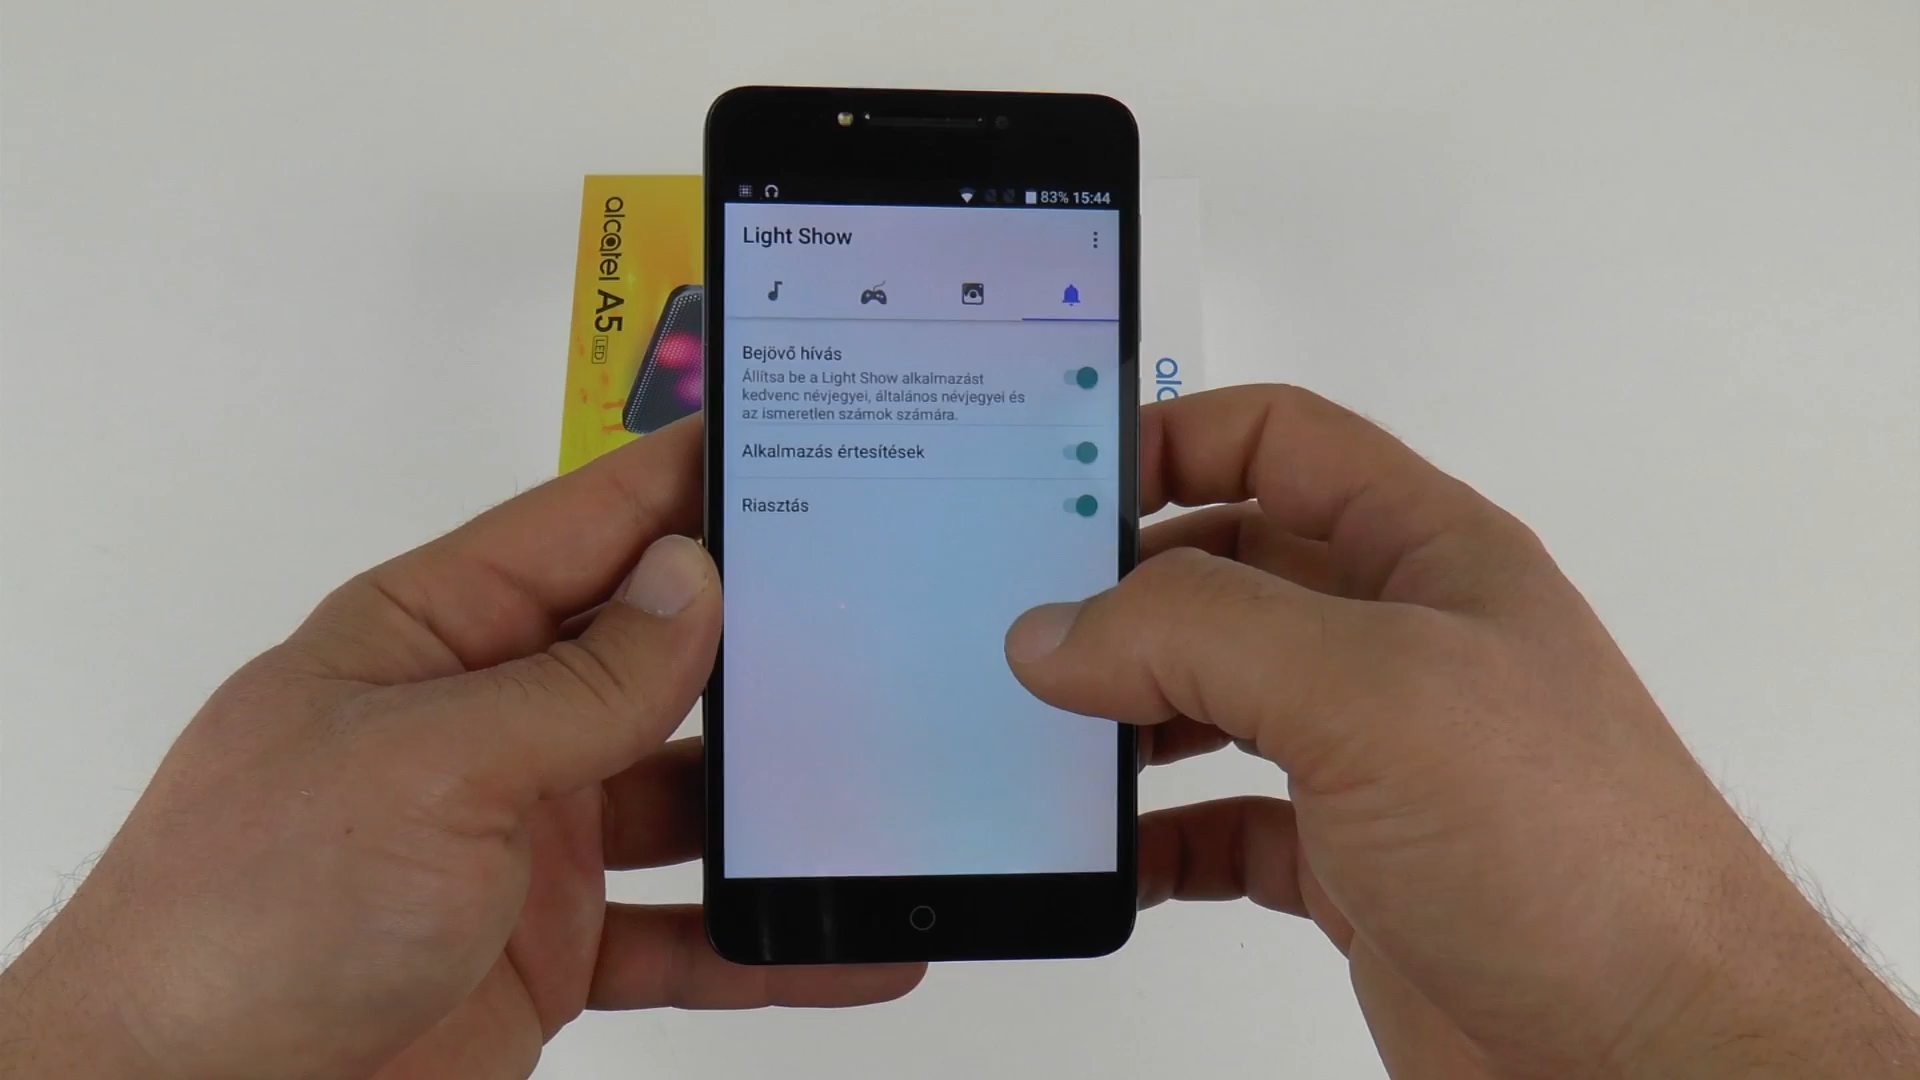 83% 15:44
Light Show
Bejövő hívás
Állítsa be a Light Show alkalmazást
kedvenc névjegyei, általános névjegyei és
az ismeretlen számok számára.
Alkalmazás értesítések
Riasztás
alcatel A5
LED
alc